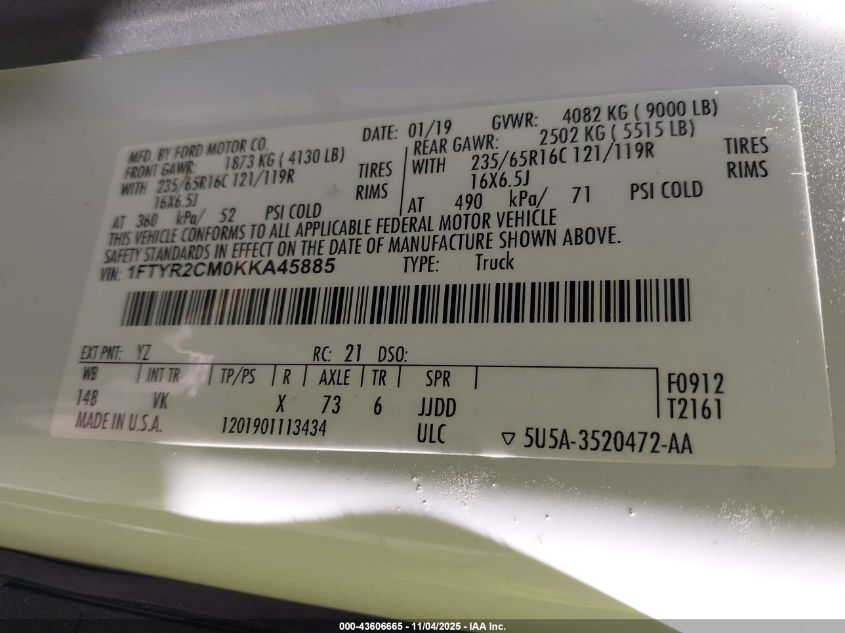 MFD. BY FORD MOTOR CO.
DATE: 01/19 GVWR: 4082 KG ( 9000 LB)
FRONT GAWR: 1873 KG ( 4130 LB)
REAR GAWR: 2502 KG ( 5515 LB)
WITH 235/65R16C 121/119R TIRES
WITH 235/65R16C 121/119R TIRES
16X6.5J RIMS
16X6.5J RIMS
AT 360 kPa/ 52 PSI COLD
AT 490 kPa/ 71 PSI COLD
THIS VEHICLE CONFORMS TO ALL APPLICABLE FEDERAL MOTOR VEHICLE
SAFETY STANDARDS IN EFFECT ON THE DATE OF MANUFACTURE SHOWN ABOVE.
VIN: 1FTYR2CM0KKA45885 TYPE: Truck
EXT PNT: YZ RC: 21 DSO:
WB INT TR TP/PS R AXLE TR SPR
148 VK X 73 6 JJDD
F0912
T2161
MADE IN U.S.A. 1201901113434 ULC ▽ 5U5A-3520472-AA
000-43606665 - 11/04/2025 - IAA Inc.